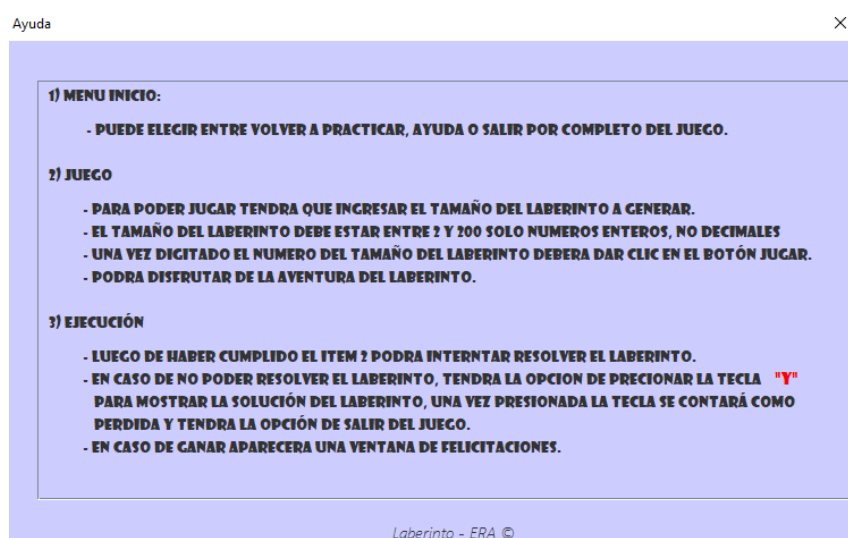 Ayuda
1) MENU INICIO:
- PUEDE ELEGIR ENTRE VOLVER A PRACTICAR, AYUDA O SALIR POR COMPLETO DEL JUEGO.
2) JUEGO
- PARA PODER JUGAR TENDRA QUE INGRESAR EL TAMAÑO DEL LABERINTO A GENERAR.
- EL TAMAÑO DEL LABERINTO DEBE ESTAR ENTRE 2 Y 200 SOLO NUMEROS ENTEROS, NO DECIMALES
- UNA VEZ DIGITADO EL NUMERO DEL TAMAÑO DEL LABERINTO DEBERA DAR CLIC EN EL BOTÓN JUGAR.
- PODRA DISFRUTAR DE LA AVENTURA DEL LABERINTO.
3) EJECUCIÓN
- LUEGO DE HABER CUMPLIDO EL ITEM 2 PODRA INTERNTAR RESOLVER EL LABERINTO.
- EN CASO DE NO PODER RESOLVER EL LABERINTO, TENDRA LA OPCION DE PRECIONAR LA TECLA "Y"
PARA MOSTRAR LA SOLUCIÓN DEL LABERINTO, UNA VEZ PRESIONADA LA TECLA SE CONTARÁ COMO
PERDIDA Y TENDRA LA OPCIÓN DE SALIR DEL JUEGO.
- EN CASO DE GANAR APARECERA UNA VENTANA DE FELICITACIONES.
Laberinto - ERA ©